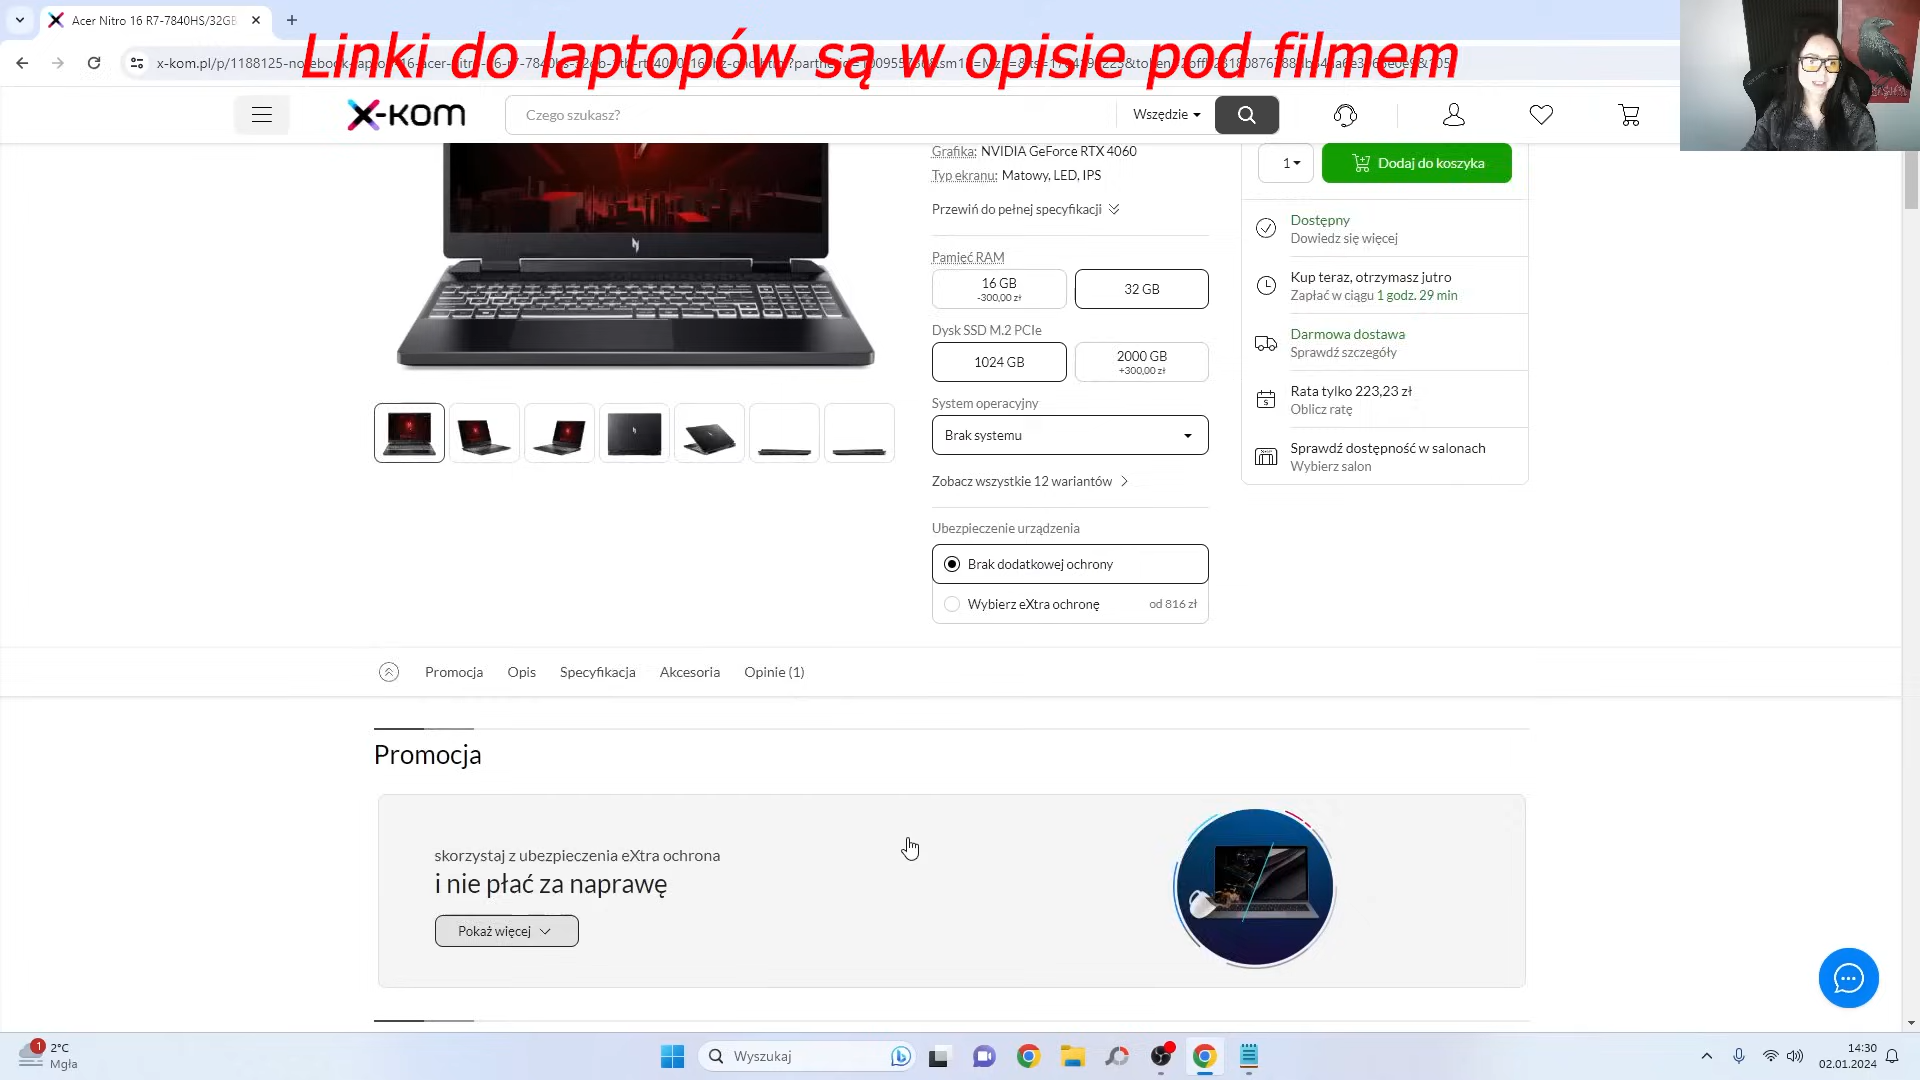 Acer Nitro 16 R7-7840HS/32GB
Linki do laptopów są w opisie pod filmem
x-kom
Czego szukasz?
Wszędzie
Grafika: NVIDIA GeForce RTX 4060
Typ ekranu: Matowy, LED, IPS
Przewiń do pełnej specyfikacji
Pamięć RAM
16 GB
-300,00 zł
32 GB
Dysk SSD M.2 PCIe
1024 GB
2000 GB
+300,00 zł
System operacyjny
Brak systemu
Zobacz wszystkie 12 wariantów
Ubezpieczenie urządzenia
Brak dodatkowej ochrony
Wybierz eXtra ochronę od 816 zł
1
Dodaj do koszyka
Dostępny
Dowiedz się więcej
Kup teraz, otrzymasz jutro
Zapłać w ciągu 1 godz. 29 min
Darmowa dostawa
Sprawdź szczegóły
Rata tylko 223,23 zł
Oblicz ratę
Sprawdź dostępność w salonach
Wybierz salon
Promocja Opis Specyfikacja Akcesoria Opinie (1)
Promocja
skorzystaj z ubezpieczenia eXtra ochrona
i nie płać za naprawę
Pokaż więcej
1
2°C
Mgła
Wyszukaj
14:30
02.01.2024